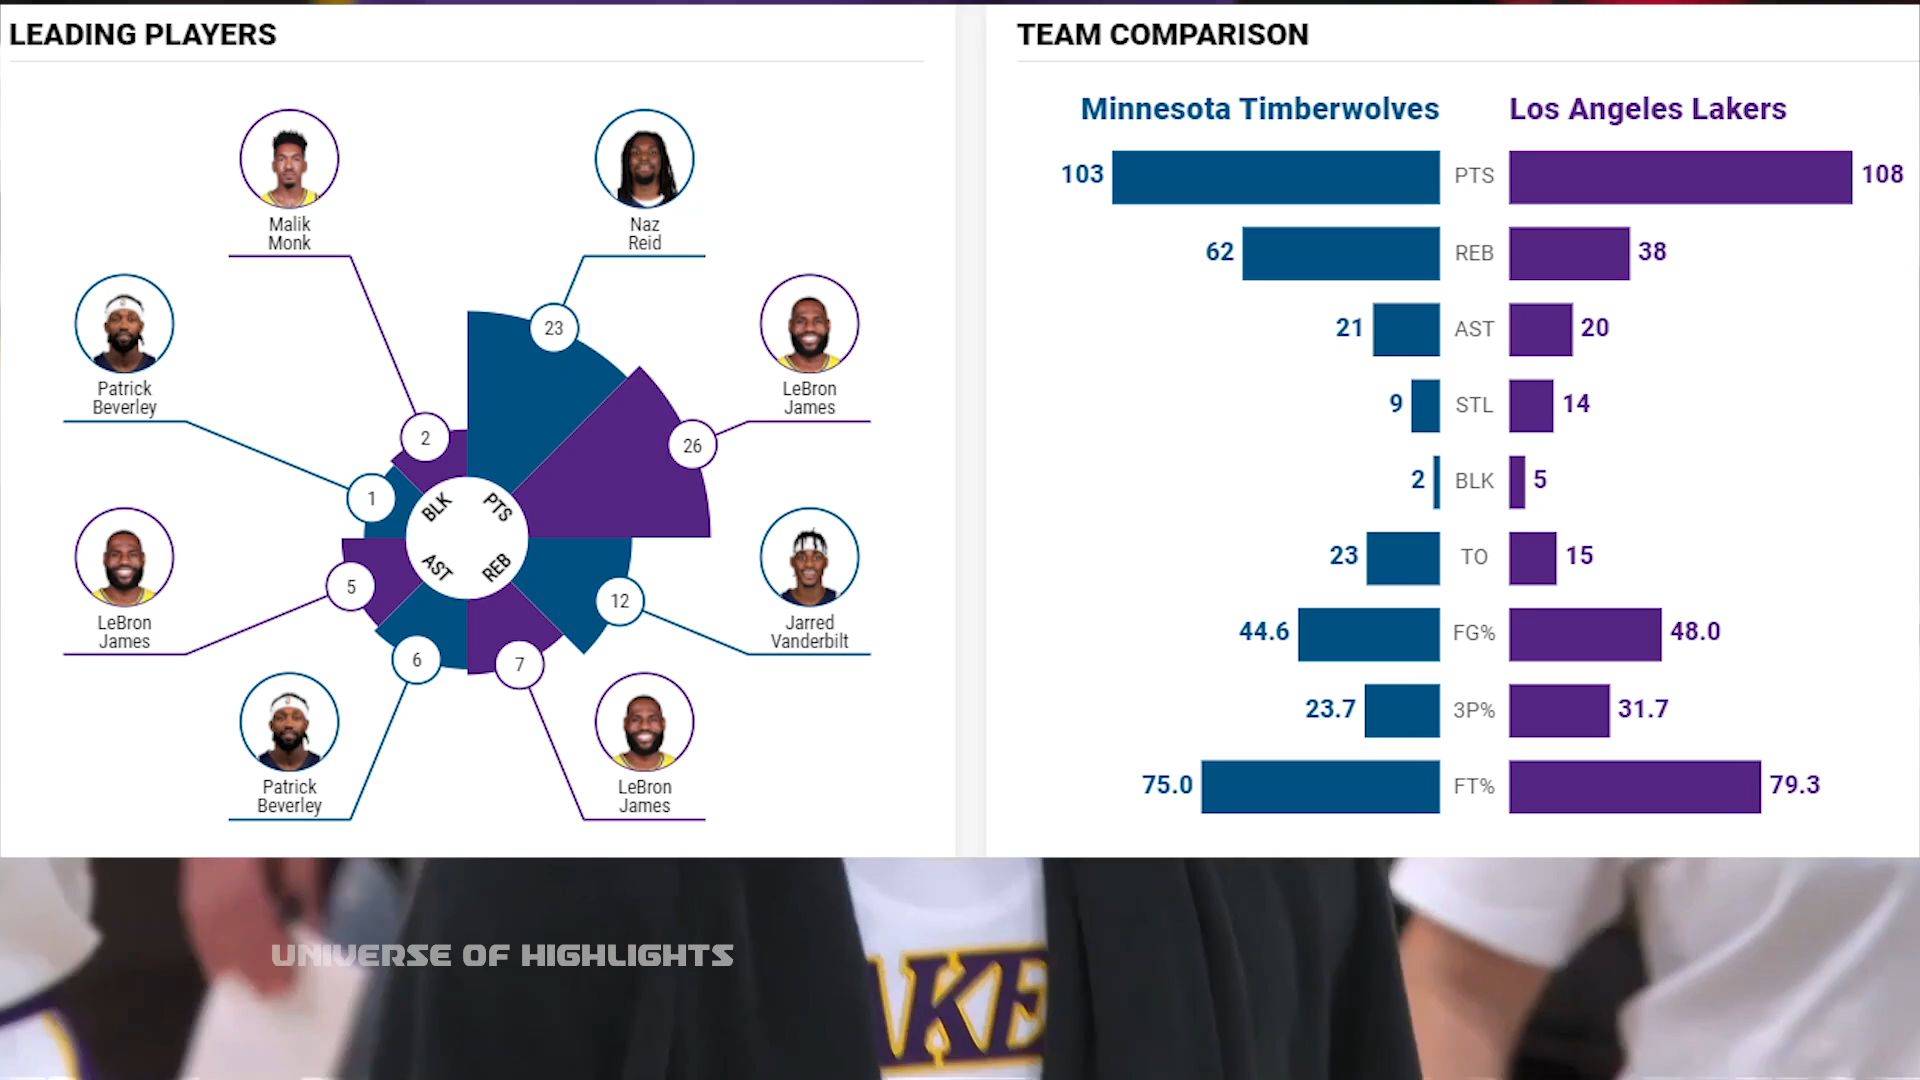 LEADING PLAYERS
Malik
Monk
Naz
Reid
Patrick
Beverley
LeBron
James
23
26
2
1
BLK
PTS
AST
REB
5
12
6
7
LeBron
James
Jarred
Vanderbilt
Patrick
Beverley
LeBron
James
TEAM COMPARISON
Minnesota Timberwolves Los Angeles Lakers
103 PTS 108
62 REB 38
21 AST 20
9 STL 14
2 BLK 5
23 TO 15
44.6 FG% 48.0
23.7 3P% 31.7
75.0 FT% 79.3
UNIVERSE OF HIGHLIGHTS
AKE